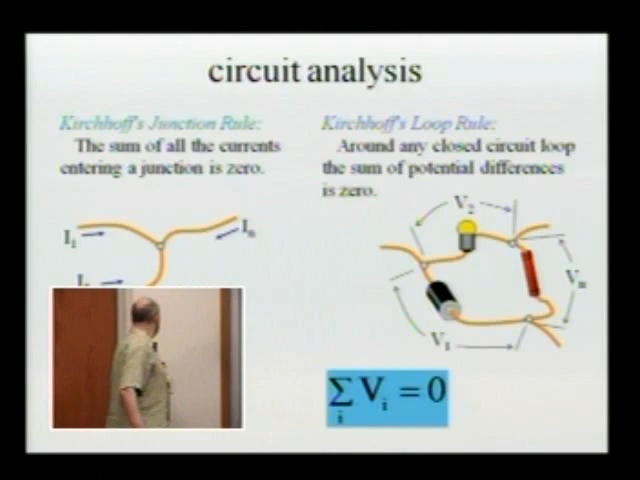 circuit analysis
Kirchhoff's Junction Rule:
The sum of all the currents
entering a junction is zero.
Kirchhoff's Loop Rule:
Around any closed circuit loop
the sum of potential differences
is zero.
V₂
I₁
Iₙ
Vₙ
V₁
∑ Vᵢ = 0
i